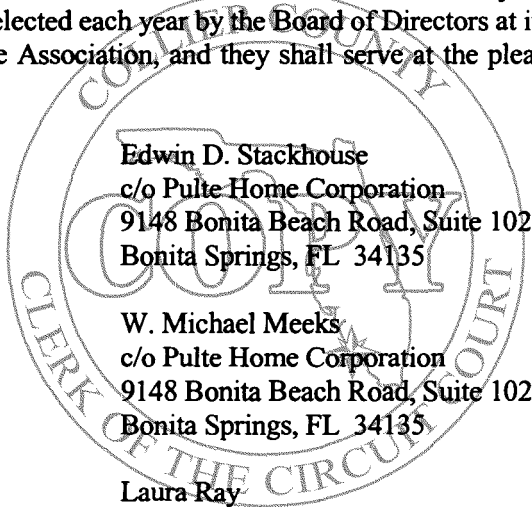 elected each year by the Board of Directors at i
e Association, and they shall serve at the plea
Edwin D. Stackhouse
c/o Pulte Home Corporation
9148 Bonita Beach Road, Suite 102
Bonita Springs, FL 34135
W. Michael Meeks
c/o Pulte Home Corporation
9148 Bonita Beach Road, Suite 102
Bonita Springs, FL 34135
Laura Ray
COLLIER COUNTY
COPY
CLERK OF THE CIRCUIT COURT